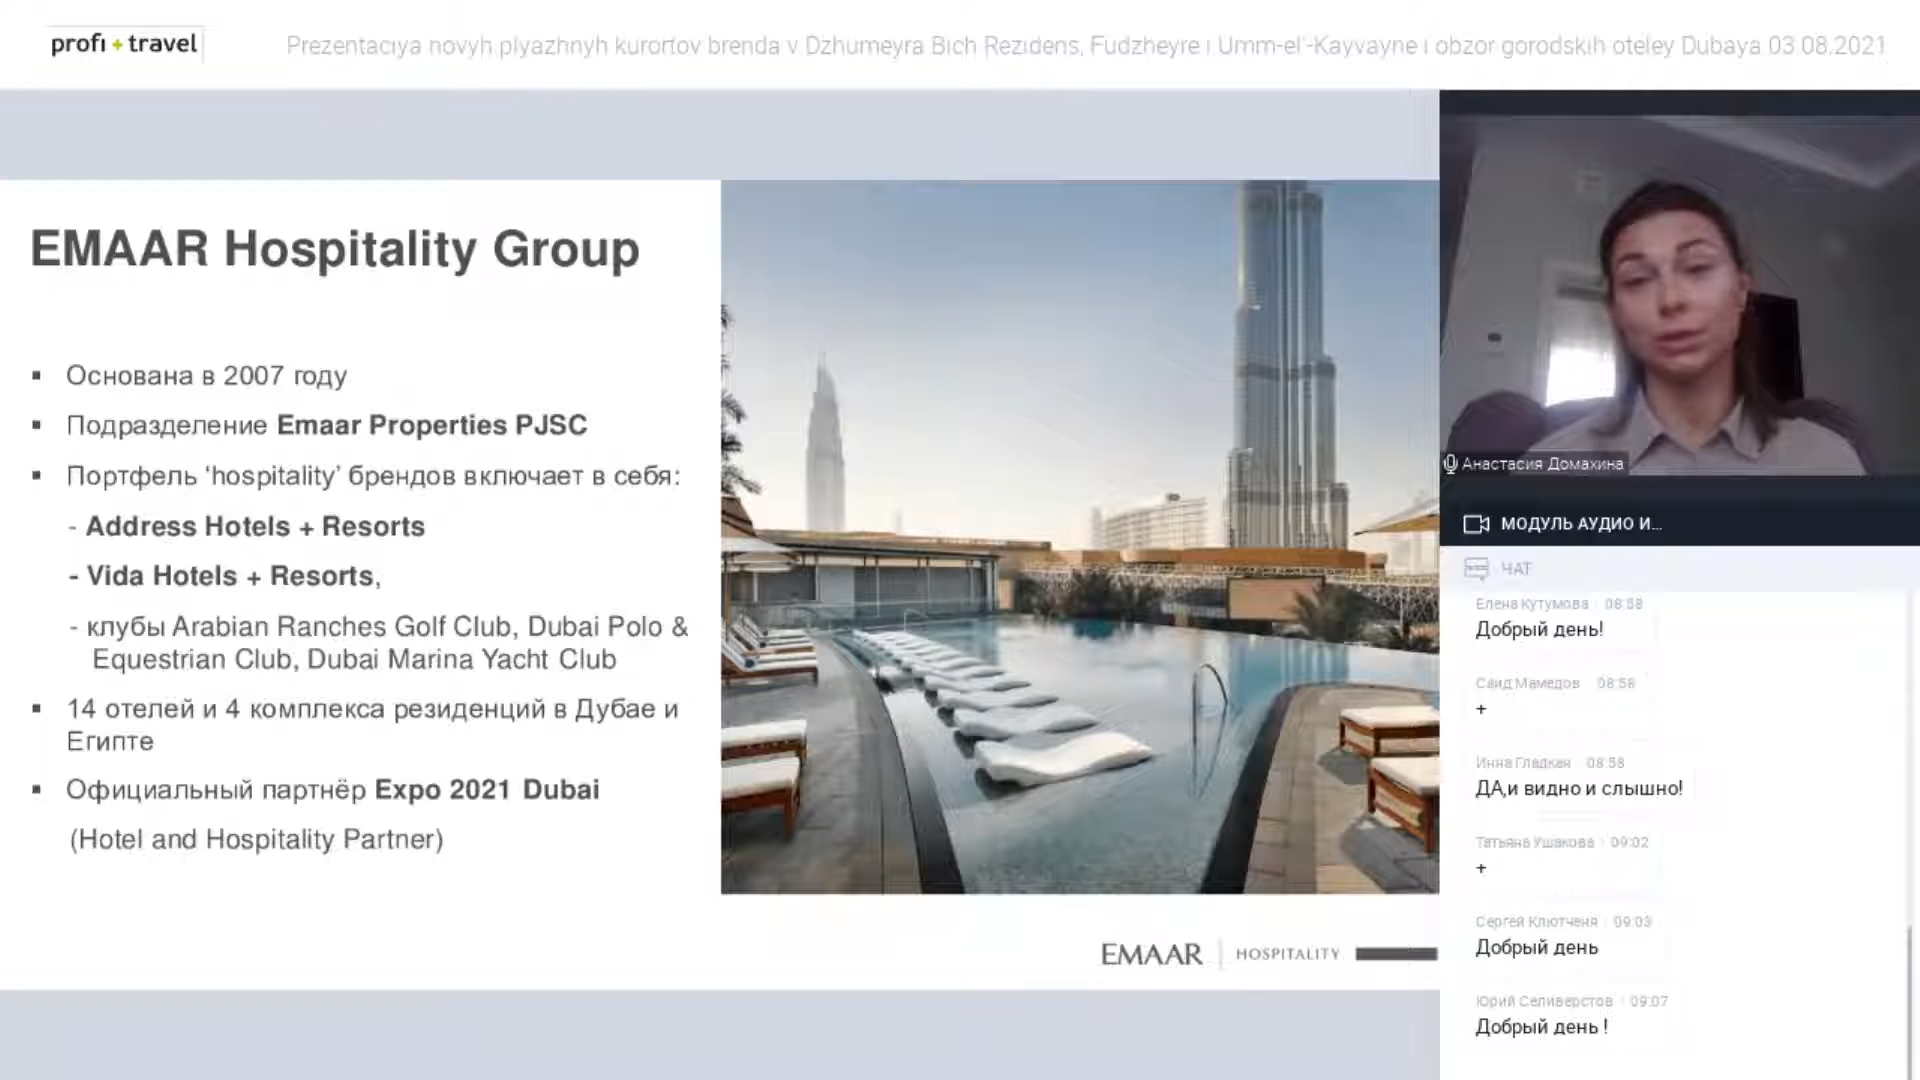 profi + travel
Prezentaciya novyh plyazhnyh kurortov brenda v Dzhumeyra Bich Rezidens, Fudzheyre i Umm-el'-Kayvayne i obzor gorodskih oteley Dubaya 03.08.2021
EMAAR Hospitality Group
▪ Основана в 2007 году
▪ Подразделение Emaar Properties PJSC
▪ Портфель ‘hospitality’ брендов включает в себя:
- Address Hotels + Resorts
- Vida Hotels + Resorts,
- клубы Arabian Ranches Golf Club, Dubai Polo &
Equestrian Club, Dubai Marina Yacht Club
▪ 14 отелей и 4 комплекса резиденций в Дубае и
Египте
▪ Официальный партнёр Expo 2021 Dubai
(Hotel and Hospitality Partner)
EMAAR | HOSPITALITY
Анастасия Домахина
МОДУЛЬ АУДИО И...
ЧАТ
Елена Кутумова 08:58
Добрый день!
Саид Мамедов 08:58
+
Инна Гладкая 08:58
ДА,и видно и слышно!
Татьяна Ушакова 09:02
+
Сергей Клютченя 09:03
Добрый день
Юрий Селиверстов 09:07
Добрый день !